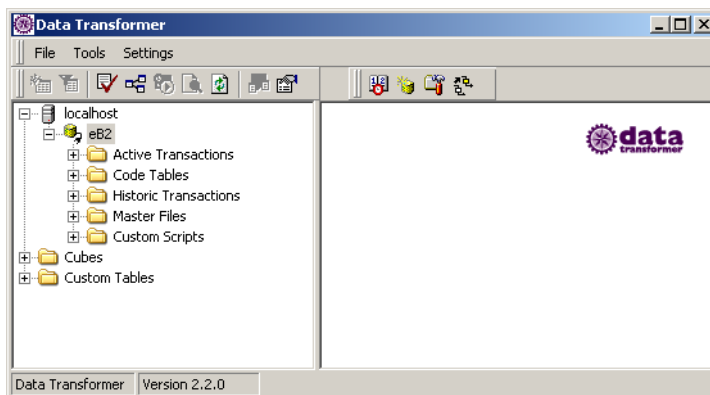 Data Transformer
File Tools Settings
localhost
eB2
Active Transactions
Code Tables
Historic Transactions
Master Files
Custom Scripts
Cubes
Custom Tables
data
transformer
Data Transformer Version 2.2.0